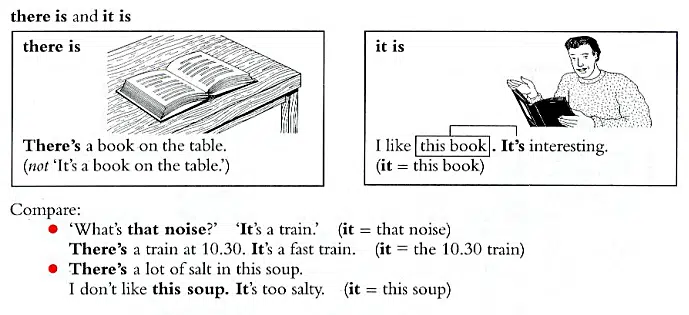 there is and it is
there is
There's a book on the table.
(not 'It's a book on the table.')
it is
I like this book. It's interesting.
(it = this book)
Compare:
● 'What's that noise?' 'It's a train.' (it = that noise)
There's a train at 10.30. It's a fast train. (it = the 10.30 train)
● There's a lot of salt in this soup.
I don't like this soup. It's too salty. (it = this soup)